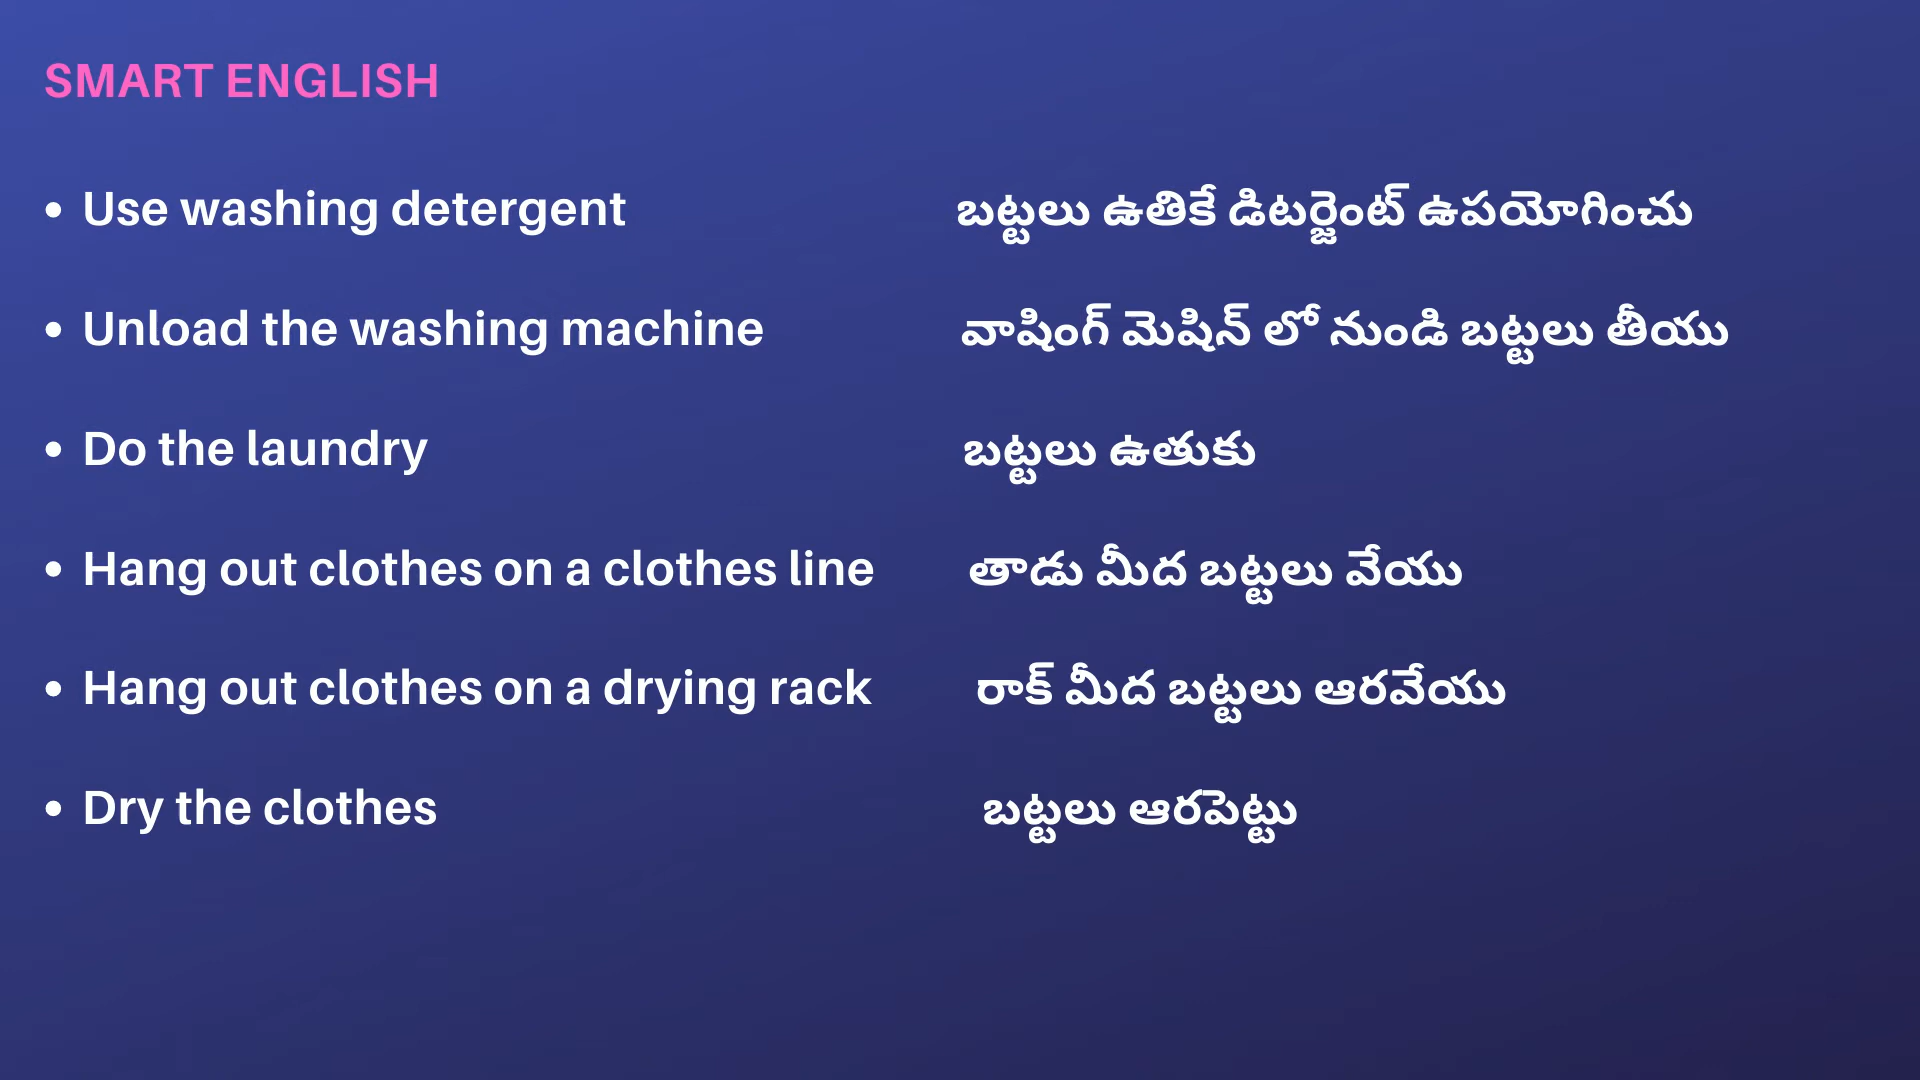 SMART ENGLISH
• Use washing detergent బట్టలు ఉతికే డిటర్జెంట్ ఉపయోగించు
• Unload the washing machine వాషింగ్ మెషిన్ లో నుండి బట్టలు తీయు
• Do the laundry బట్టలు ఉతుకు
• Hang out clothes on a clothes line తాడు మీద బట్టలు వేయు
• Hang out clothes on a drying rack రాక్ మీద బట్టలు ఆరవేయు
• Dry the clothes బట్టలు ఆరపెట్టు